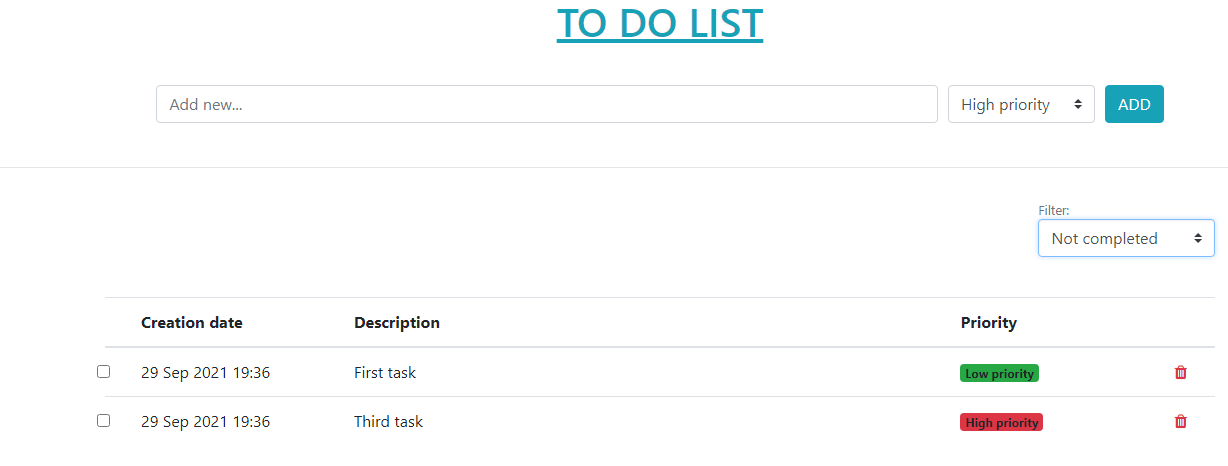 TO DO LIST
Add new... High priority ADD
Filter:
Not completed
Creation date Description Priority
29 Sep 2021 19:36 First task Low priority
29 Sep 2021 19:36 Third task High priority